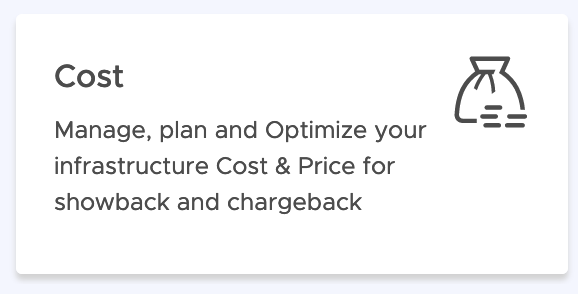 Cost
Manage, plan and Optimize your
infrastructure Cost & Price for
showback and chargeback